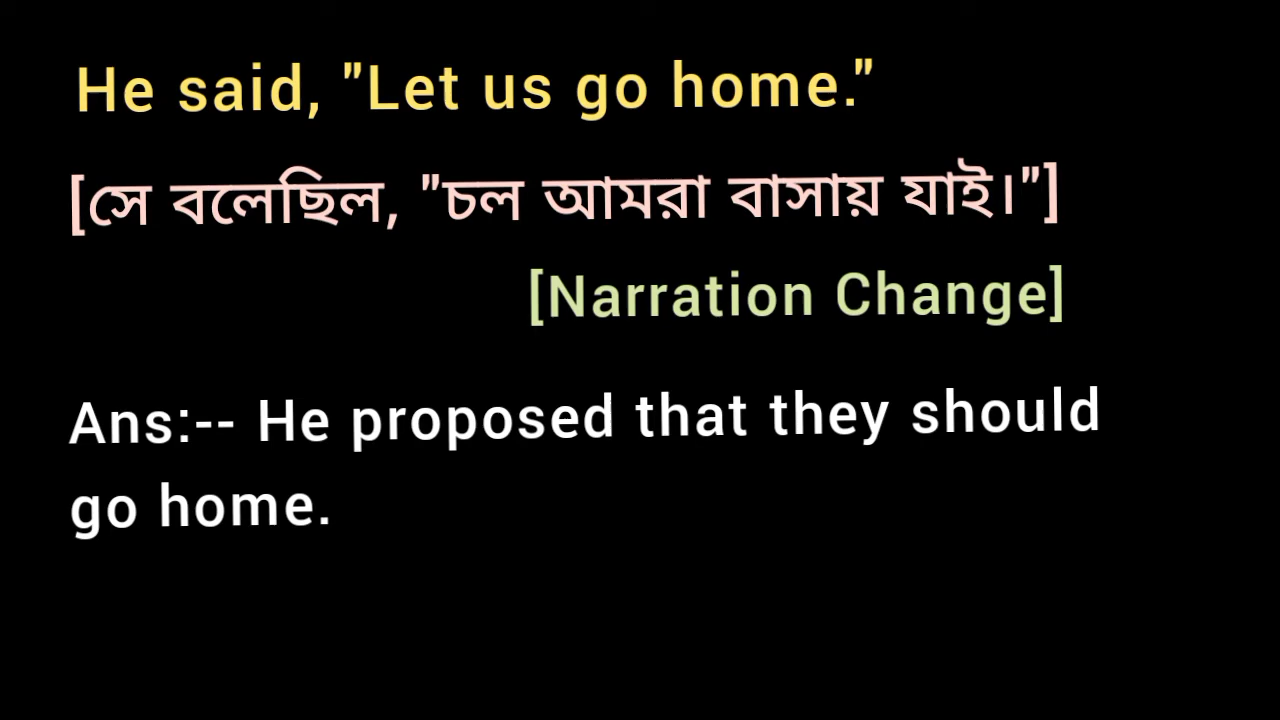 He said, "Let us go home."
[সে বলেছিল, "চল আমরা বাসায় যাই।"]
[Narration Change]
Ans:-- He proposed that they should
go home.